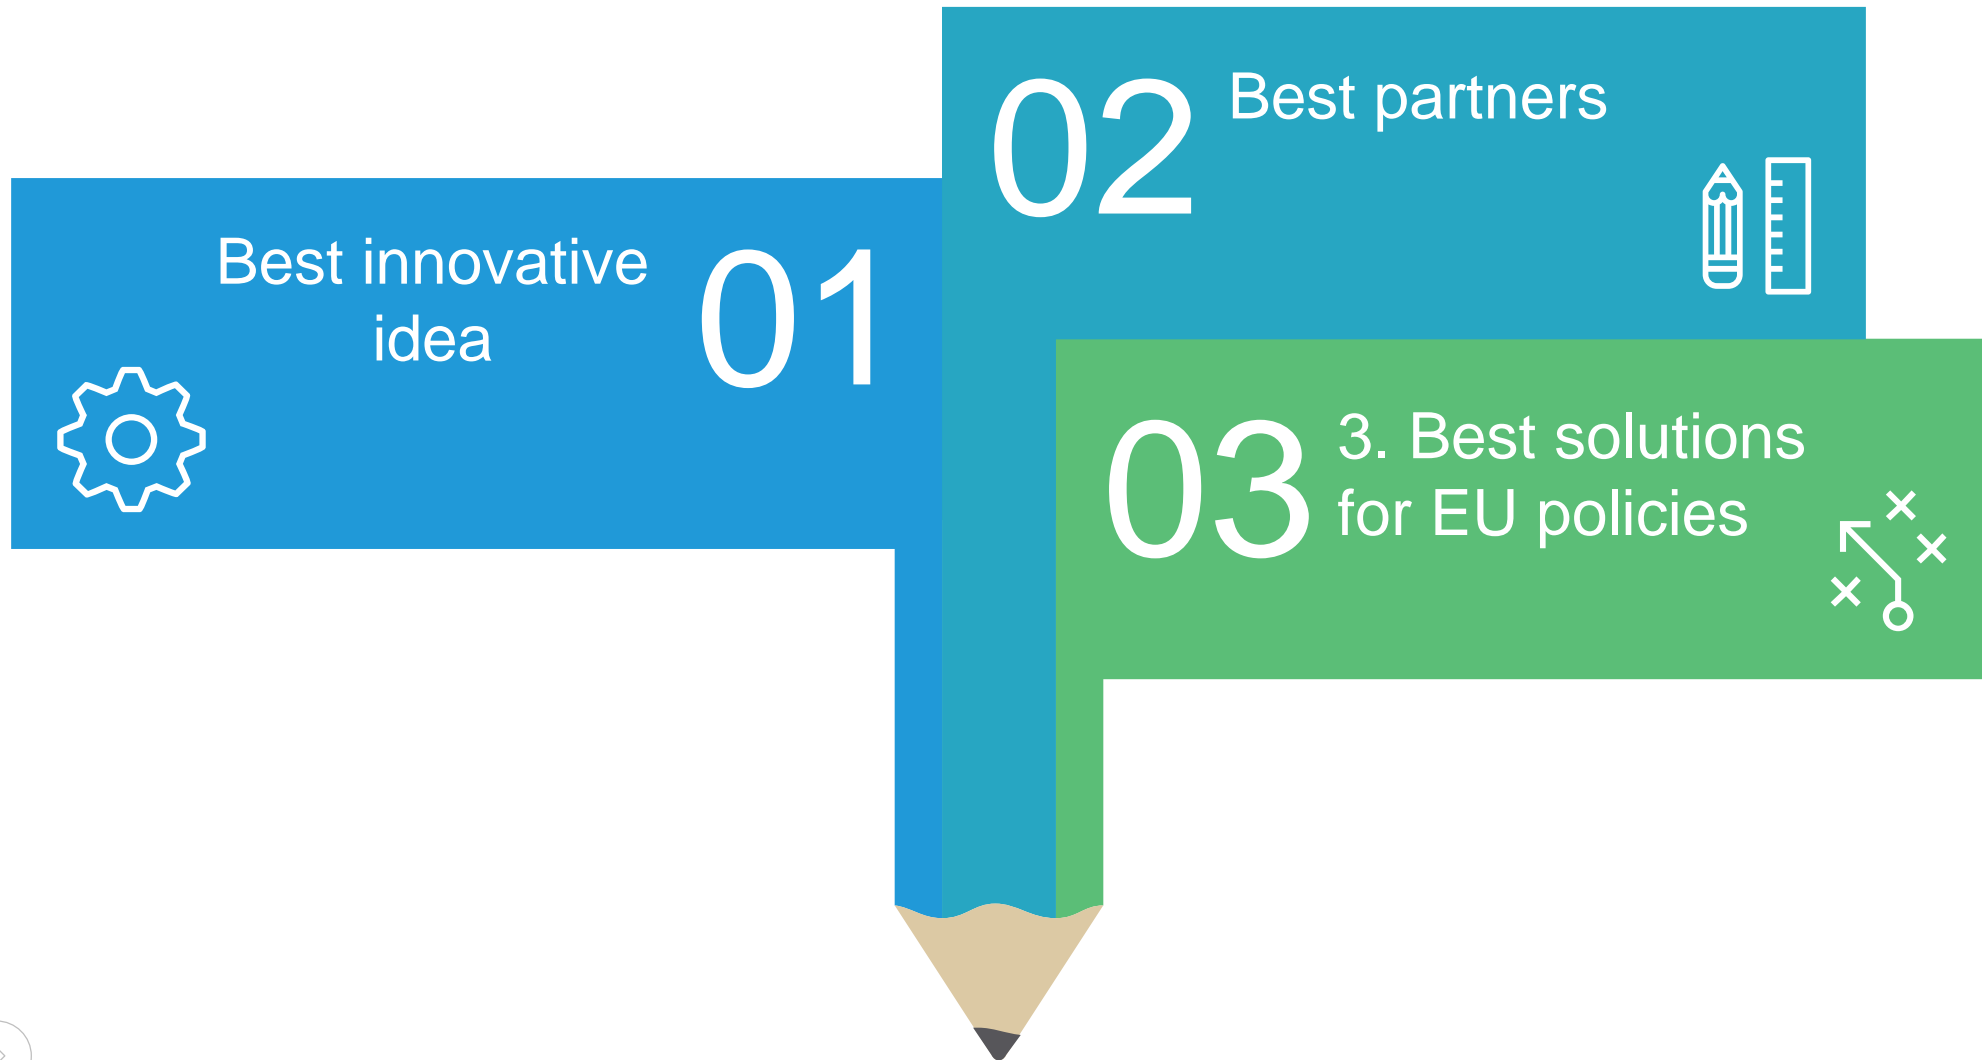 Best innovative
idea
01
02
Best partners
03
3. Best solutions
for EU policies